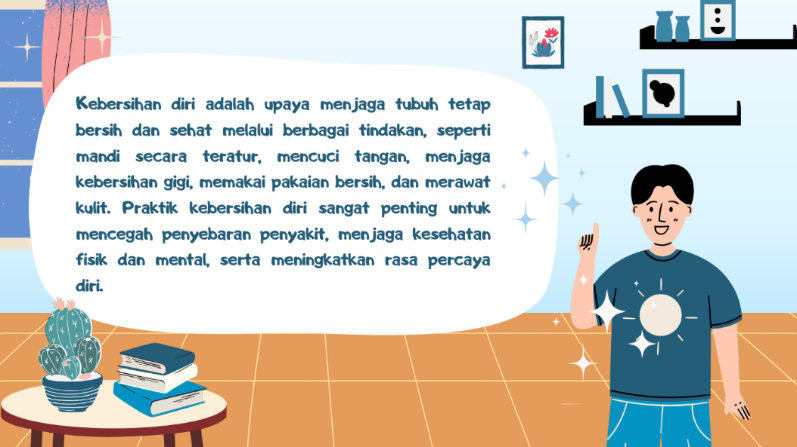 Kebersihan diri adalah upaya menjaga tubuh tetap
bersih dan sehat melalui berbagai tindakan, seperti
mandi secara teratur, mencuci tangan, menjaga
kebersihan gigi, memakai pakaian bersih, dan merawat
kulit. Praktik kebersihan diri sangat penting untuk
mencegah penyebaran penyakit, menjaga kesehatan
fisik dan mental, serta meningkatkan rasa percaya
diri.